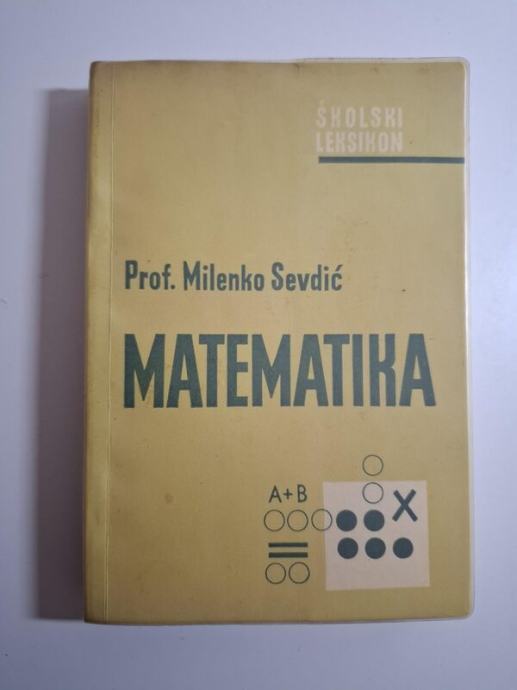 ŠKOLSKI
LEKSIKON
Prof. Milenko Sevdić
MATEMATIKA
A+B
X
=